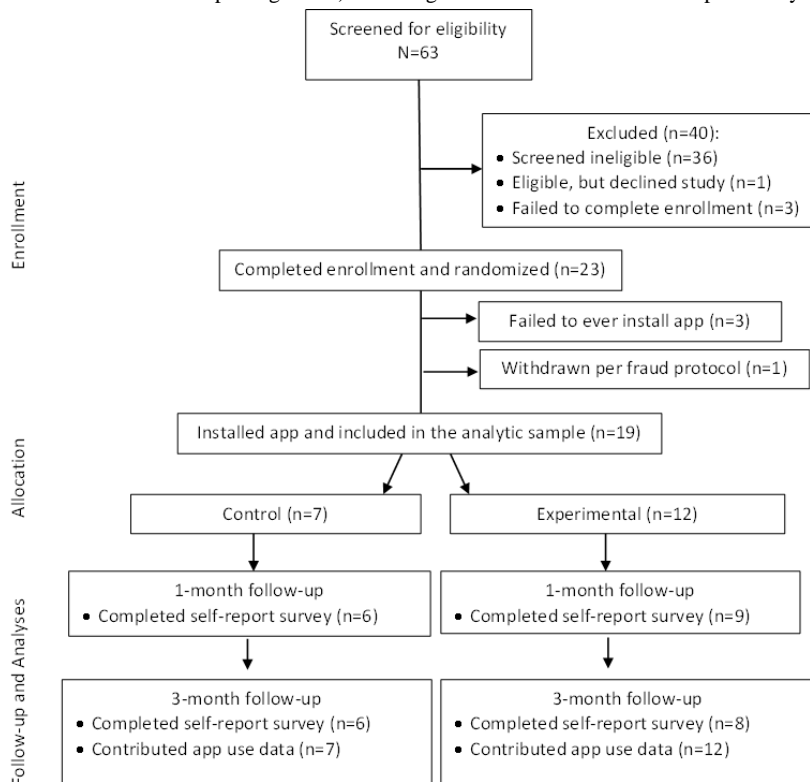 Screened for eligibility
N=63
Excluded (n=40):
• Screened ineligible (n=36)
• Eligible, but declined study (n=1)
• Failed to complete enrollment (n=3)
Enrollment
Completed enrollment and randomized (n=23)
Failed to ever install app (n=3)
Withdrawn per fraud protocol (n=1)
Installed app and included in the analytic sample (n=19)
Allocation
Control (n=7)
Experimental (n=12)
1-month follow-up
• Completed self-report survey (n=6)
1-month follow-up
• Completed self-report survey (n=9)
Follow-up and Analyses
3-month follow-up
• Completed self-report survey (n=6)
• Contributed app use data (n=7)
3-month follow-up
• Completed self-report survey (n=8)
• Contributed app use data (n=12)